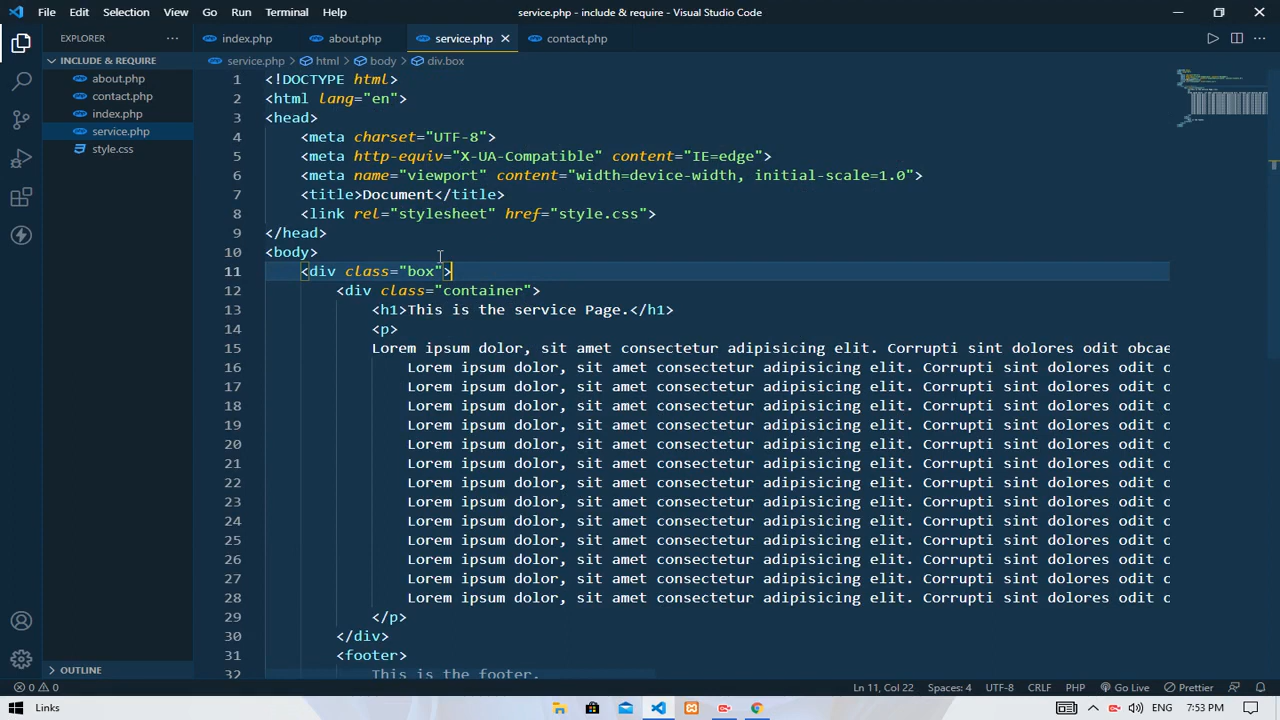 File Edit Selection View Go Run Terminal Help
service.php - include & require - Visual Studio Code
EXPLORER
index.php about.php service.php contact.php
INCLUDE & REQUIRE
service.php html body div.box
about.php
contact.php
index.php
service.php
style.css
1 <!DOCTYPE html>
2 <html lang="en">
3 <head>
4 <meta charset="UTF-8">
5 <meta http-equiv="X-UA-Compatible" content="IE=edge">
6 <meta name="viewport" content="width=device-width, initial-scale=1.0">
7 <title>Document</title>
8 <link rel="stylesheet" href="style.css">
9 </head>
10 <body>
11 <div class="box">
12 <div class="container">
13 <h1>This is the service Page.</h1>
14 <p>
15 Lorem ipsum dolor, sit amet consectetur adipisicing elit. Corrupti sint dolores odit obcae
16 Lorem ipsum dolor, sit amet consectetur adipisicing elit. Corrupti sint dolores odit
17 Lorem ipsum dolor, sit amet consectetur adipisicing elit. Corrupti sint dolores odit
18 Lorem ipsum dolor, sit amet consectetur adipisicing elit. Corrupti sint dolores odit
19 Lorem ipsum dolor, sit amet consectetur adipisicing elit. Corrupti sint dolores odit
20 Lorem ipsum dolor, sit amet consectetur adipisicing elit. Corrupti sint dolores odit
21 Lorem ipsum dolor, sit amet consectetur adipisicing elit. Corrupti sint dolores odit
22 Lorem ipsum dolor, sit amet consectetur adipisicing elit. Corrupti sint dolores odit
23 Lorem ipsum dolor, sit amet consectetur adipisicing elit. Corrupti sint dolores odit
24 Lorem ipsum dolor, sit amet consectetur adipisicing elit. Corrupti sint dolores odit
25 Lorem ipsum dolor, sit amet consectetur adipisicing elit. Corrupti sint dolores odit
26 Lorem ipsum dolor, sit amet consectetur adipisicing elit. Corrupti sint dolores odit
27 Lorem ipsum dolor, sit amet consectetur adipisicing elit. Corrupti sint dolores odit
28 Lorem ipsum dolor, sit amet consectetur adipisicing elit. Corrupti sint dolores odit
29 </p>
30 </div>
31 <footer>
32 This is the footer.
OUTLINE
0 0 Ln 11, Col 22 Spaces: 4 UTF-8 CRLF PHP Go Live Prettier
Links ENG 7:53 PM